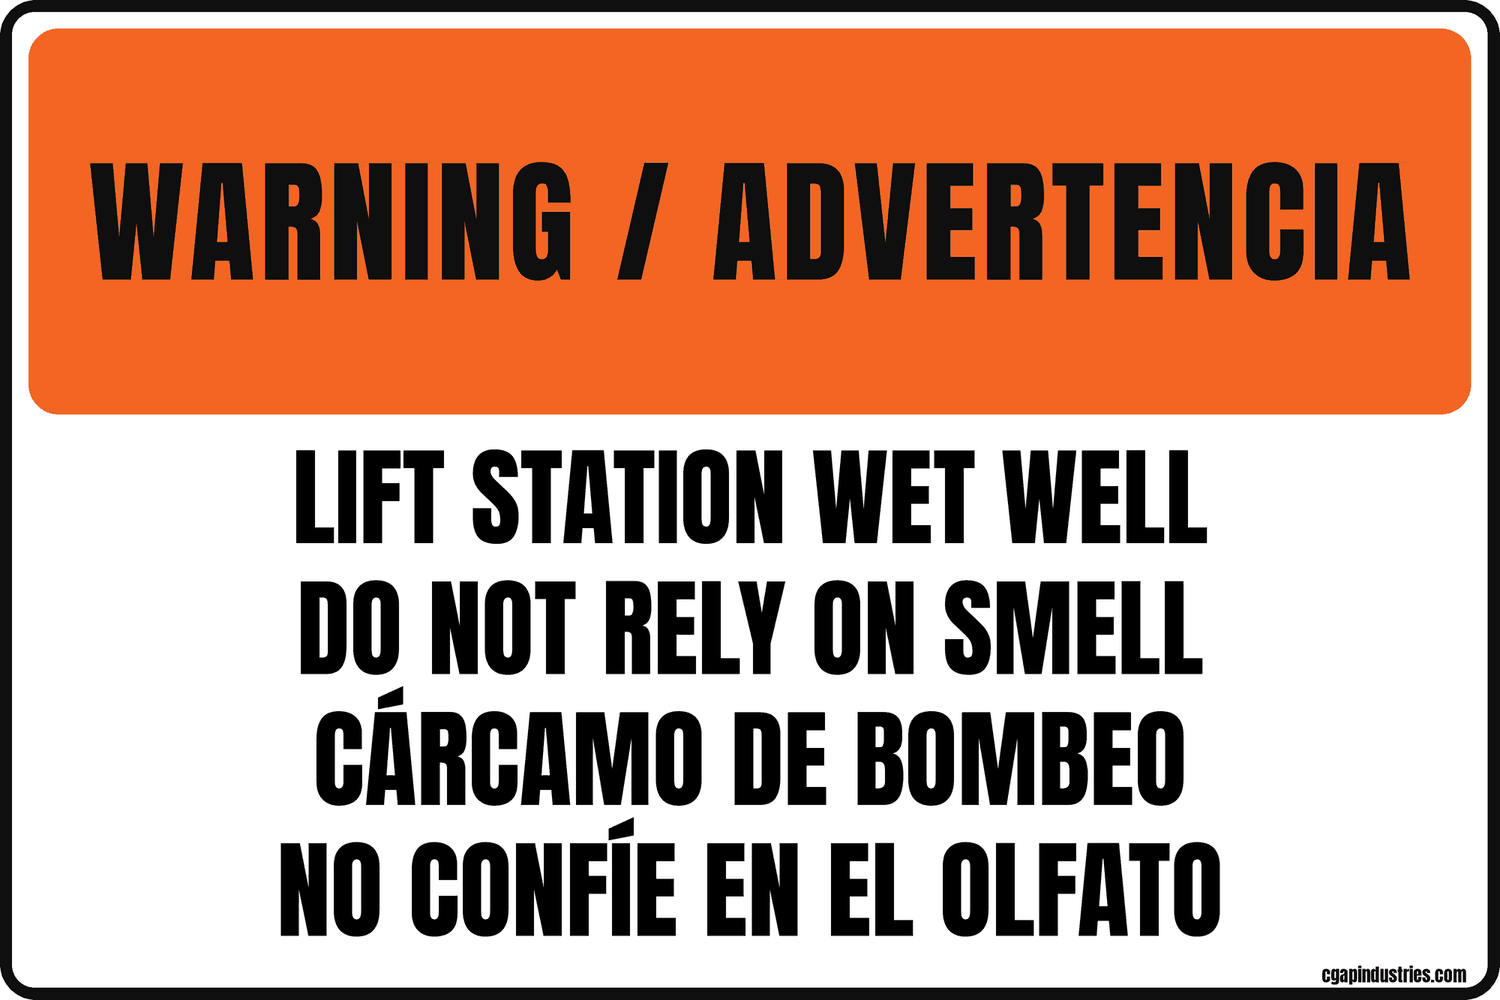 WARNING / ADVERTENCIA
LIFT STATION WET WELL
DO NOT RELY ON SMELL
CÁRCAMO DE BOMBEO
NO CONFÍE EN EL OLFATO
cgapindustries.com